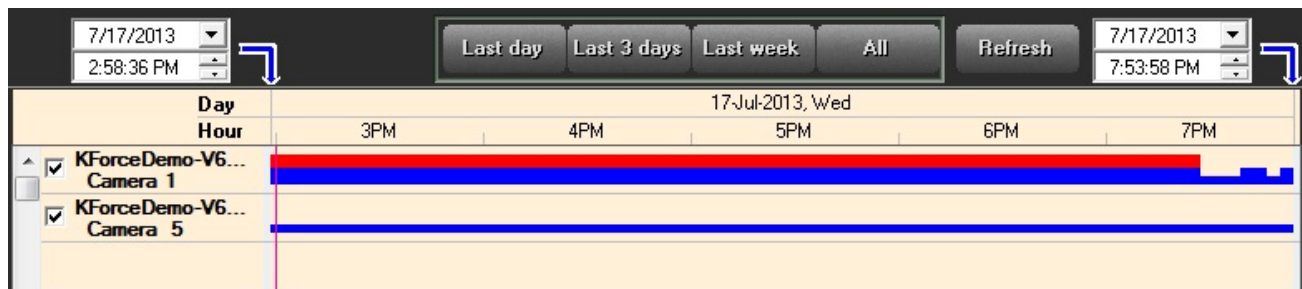 7/17/2013
2:58:36 PM
Last day Last 3 days Last week All Refresh
7/17/2013
7:53:58 PM
Day 17-Jul-2013, Wed
Hour 3PM 4PM 5PM 6PM 7PM
KForceDemo-V6...
Camera 1
KForceDemo-V6...
Camera 5